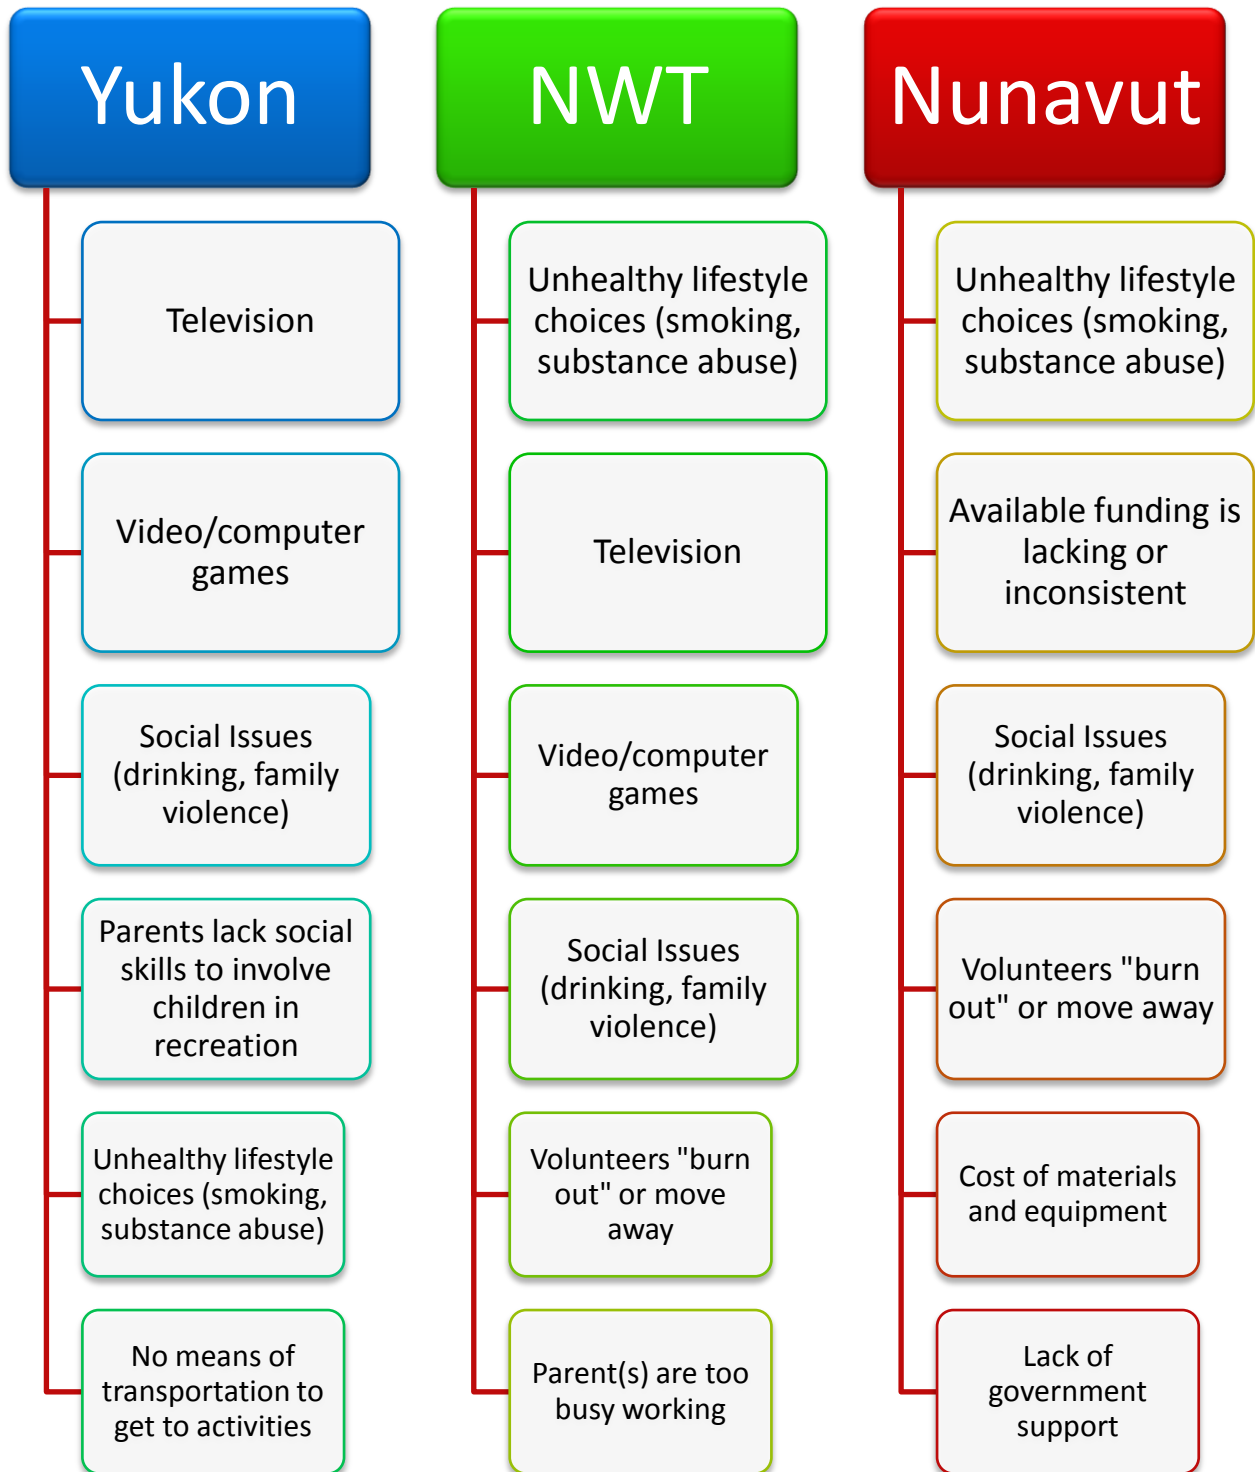 Yukon
Television
Video/computer
games
Social Issues
(drinking, family
violence)
Parents lack social
skills to involve
children in
recreation
Unhealthy lifestyle
choices (smoking,
substance abuse)
No means of
transportation to
get to activities
NWT
Unhealthy lifestyle
choices (smoking,
substance abuse)
Television
Video/computer
games
Social Issues
(drinking, family
violence)
Volunteers "burn
out" or move
away
Parent(s) are too
busy working
Nunavut
Unhealthy lifestyle
choices (smoking,
substance abuse)
Available funding is
lacking or
inconsistent
Social Issues
(drinking, family
violence)
Volunteers "burn
out" or move away
Cost of materials
and equipment
Lack of
government
support